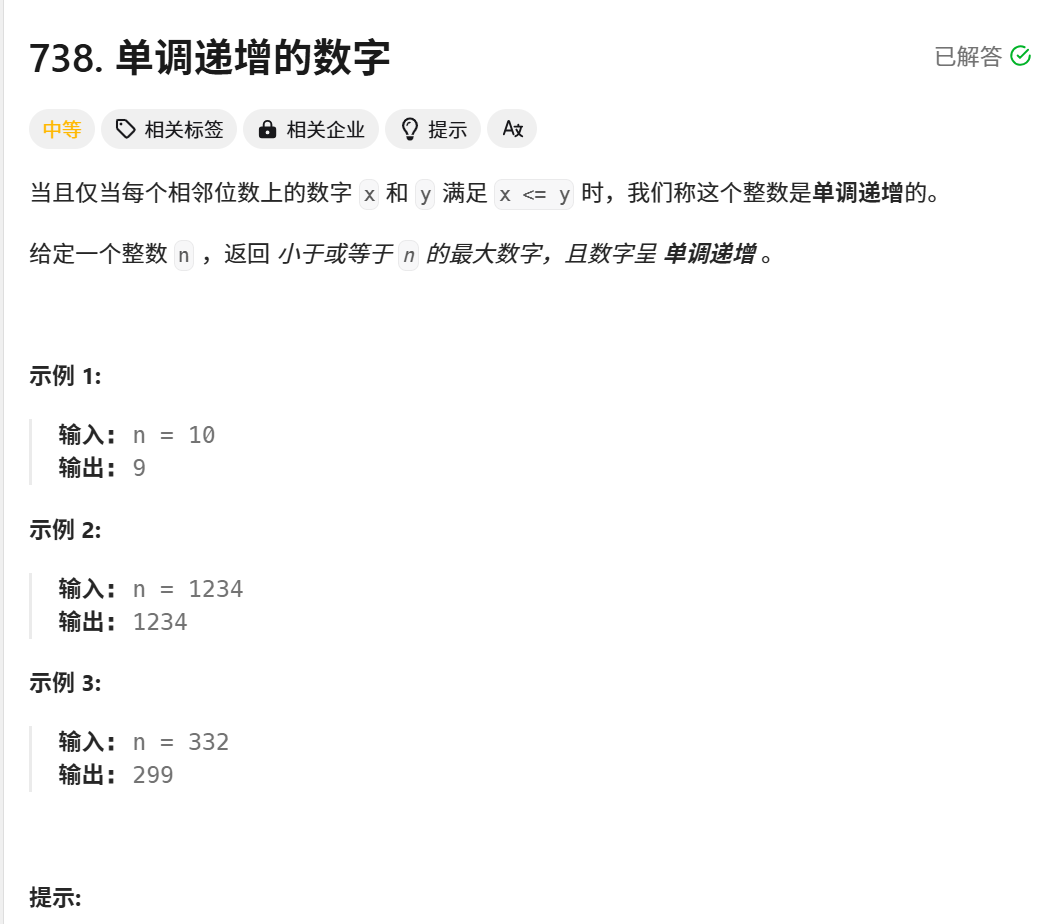 738. 单调递增的数字
已解答
中等 相关标签 相关企业 提示 A文
当且仅当每个相邻位数上的数字 x 和 y 满足 x <= y 时，我们称这个整数是单调递增的。
给定一个整数 n ，返回 小于或等于 n 的最大数字，且数字呈 单调递增 。
示例 1:
输入: n = 10
输出: 9
示例 2:
输入: n = 1234
输出: 1234
示例 3:
输入: n = 332
输出: 299
提示: